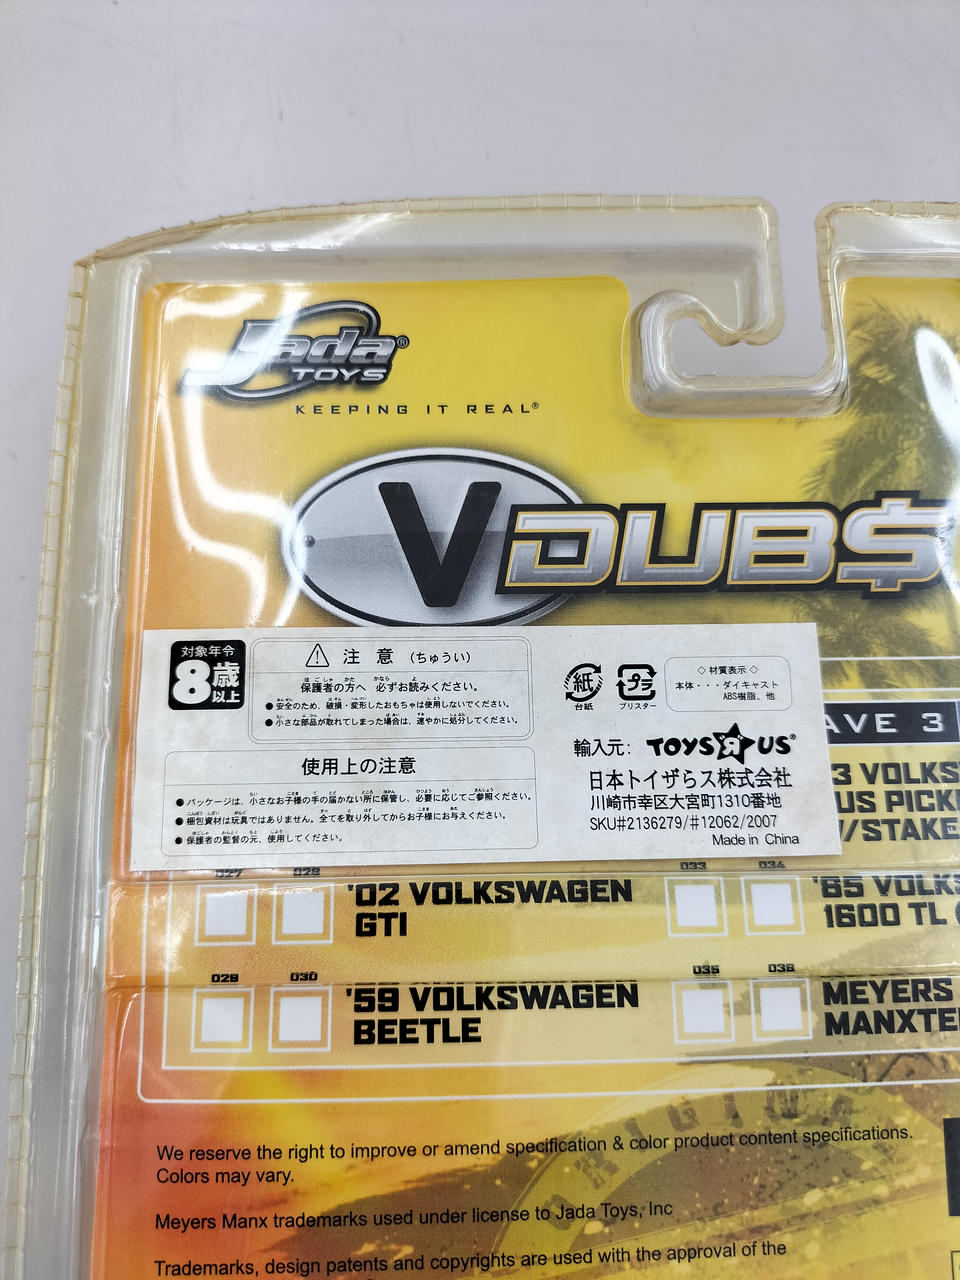 Jada®
TOYS
KEEPING IT REAL®
V DUB$
対象年令
8歳以上
⚠ 注 意 (ちゅうい)
保護者の方へ 必ずお読みください。
●安全のため、破損・変形したおもちゃは使用しないでください。
●小さな部品が取れてしまった場合は、速やかに処分してください。
使用上の注意
●パッケージは、小さなお子様の手の届かない所に保管し、必要に応じてご参照ください。
●梱包資材は玩具ではありません。全てを取り外してからお子様にお与えください。
●保護者の監督の元、使用してください。
紙
台紙
プラ
ブリスター
◇ 材質表示 ◇
本体・・・ダイキャスト
ABS樹脂、他
輸入元: TOYS R US®
日本トイザらス株式会社
川崎市幸区大宮町1310番地
SKU#2136279/#12062/2007
Made in China
AVE 3
3 VOLKS
US PICK
/STAKE
027 028 '02 VOLKSWAGEN
GTI
033 034 '65 VOLKS
1600 TL
029 030 '59 VOLKSWAGEN
BEETLE
035 036 MEYERS
MANXTE
We reserve the right to improve or amend specification & color product content specifications.
Colors may vary.
Meyers Manx trademarks used under license to Jada Toys, Inc
Trademarks, design patents and copyrights are used with the approval of the